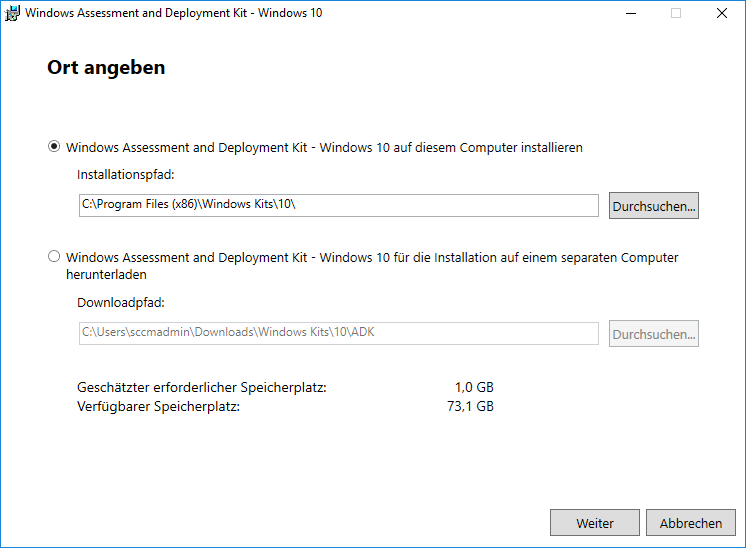 Windows Assessment and Deployment Kit - Windows 10
Ort angeben
Windows Assessment and Deployment Kit - Windows 10 auf diesem Computer installieren
Installationspfad:
C:\Program Files (x86)\Windows Kits\10\
Durchsuchen...
Windows Assessment and Deployment Kit - Windows 10 für die Installation auf einem separaten Computer
herunterladen
Downloadpfad:
C:\Users\sccmadmin\Downloads\Windows Kits\10\ADK
Durchsuchen...
Geschätzter erforderlicher Speicherplatz: 1,0 GB
Verfügbarer Speicherplatz: 73,1 GB
Weiter
Abbrechen